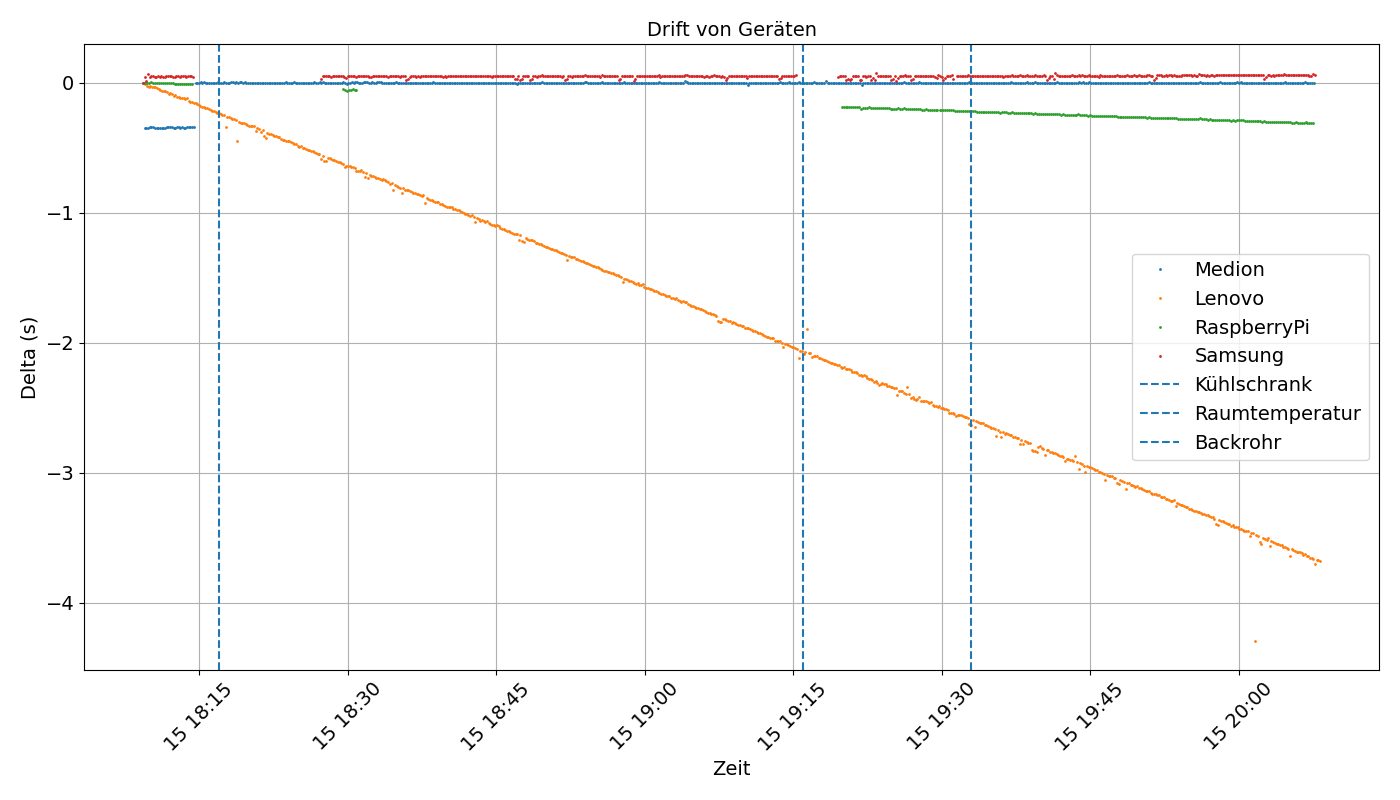 Drift von Geräten
Delta (s)
0
−1
−2
−3
−4
Medion
Lenovo
RaspberryPi
Samsung
Kühlschrank
Raumtemperatur
Backrohr
15 18:15
15 18:30
15 18:45
15 19:00
15 19:15
15 19:30
15 19:45
15 20:00
Zeit